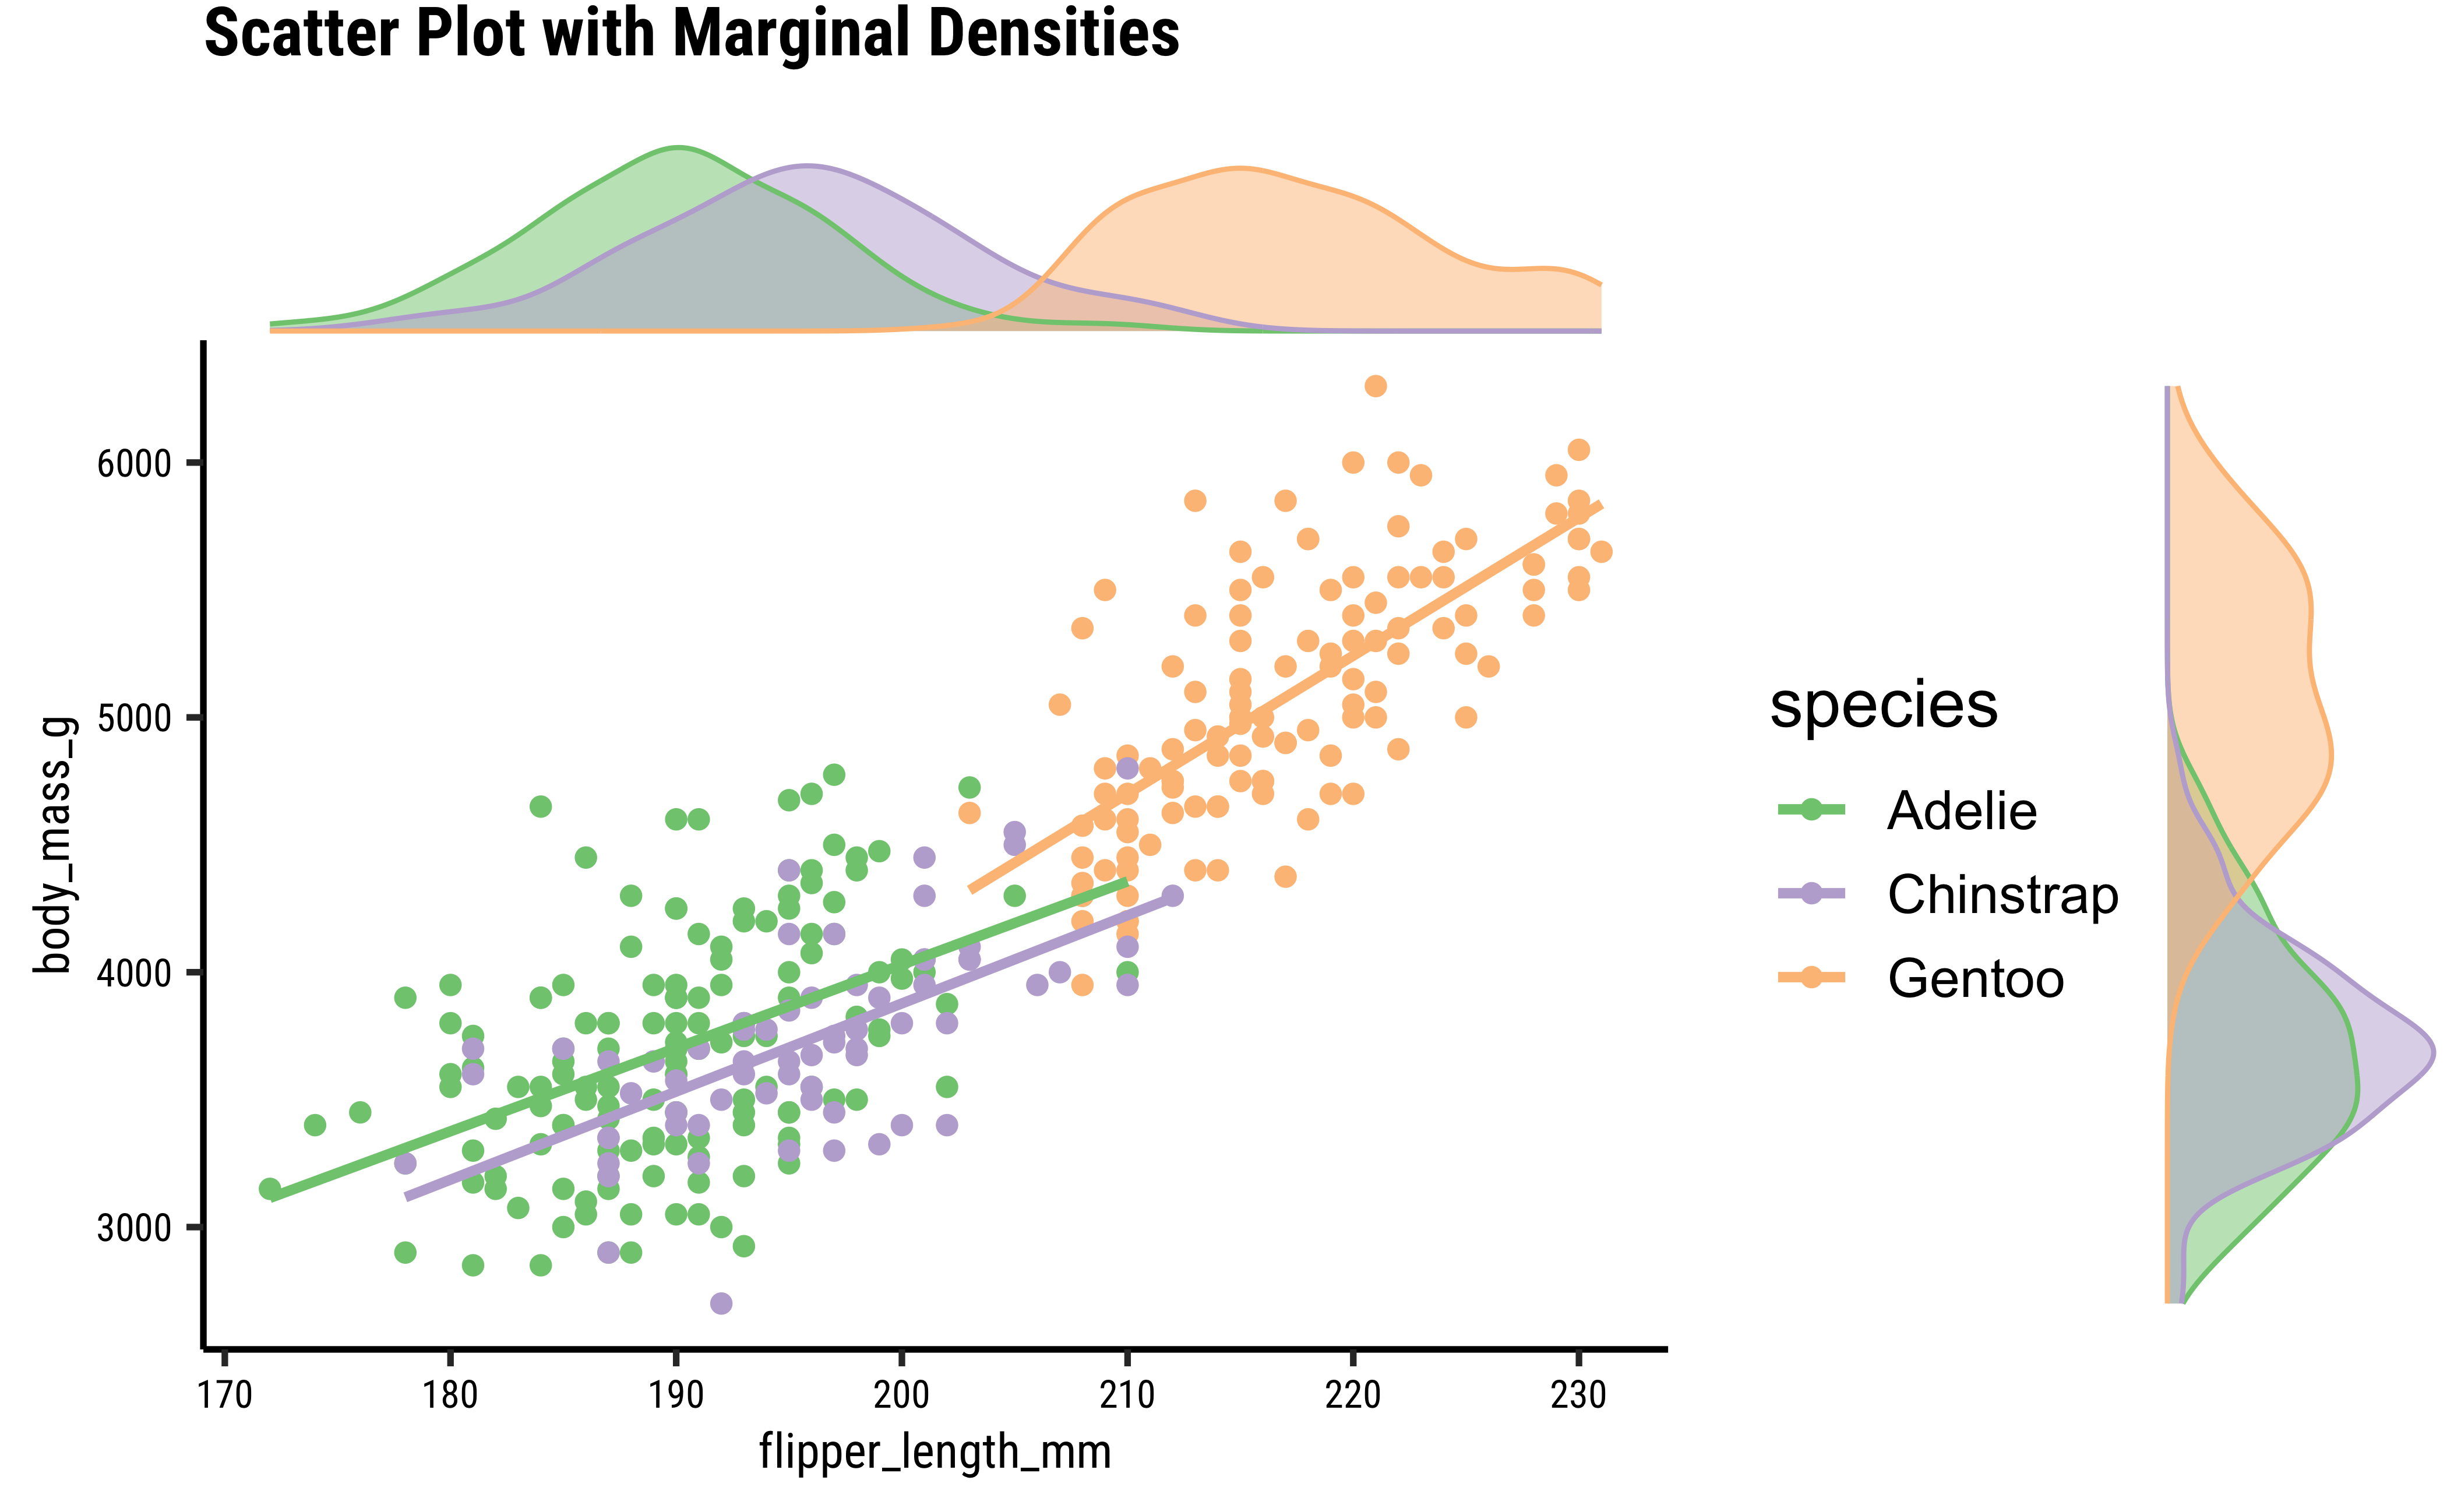 Scatter Plot with Marginal Densities
6000
5000
4000
3000
body_mass_g
170 180 190 200 210 220 230
flipper_length_mm
species
Adelie
Chinstrap
Gentoo